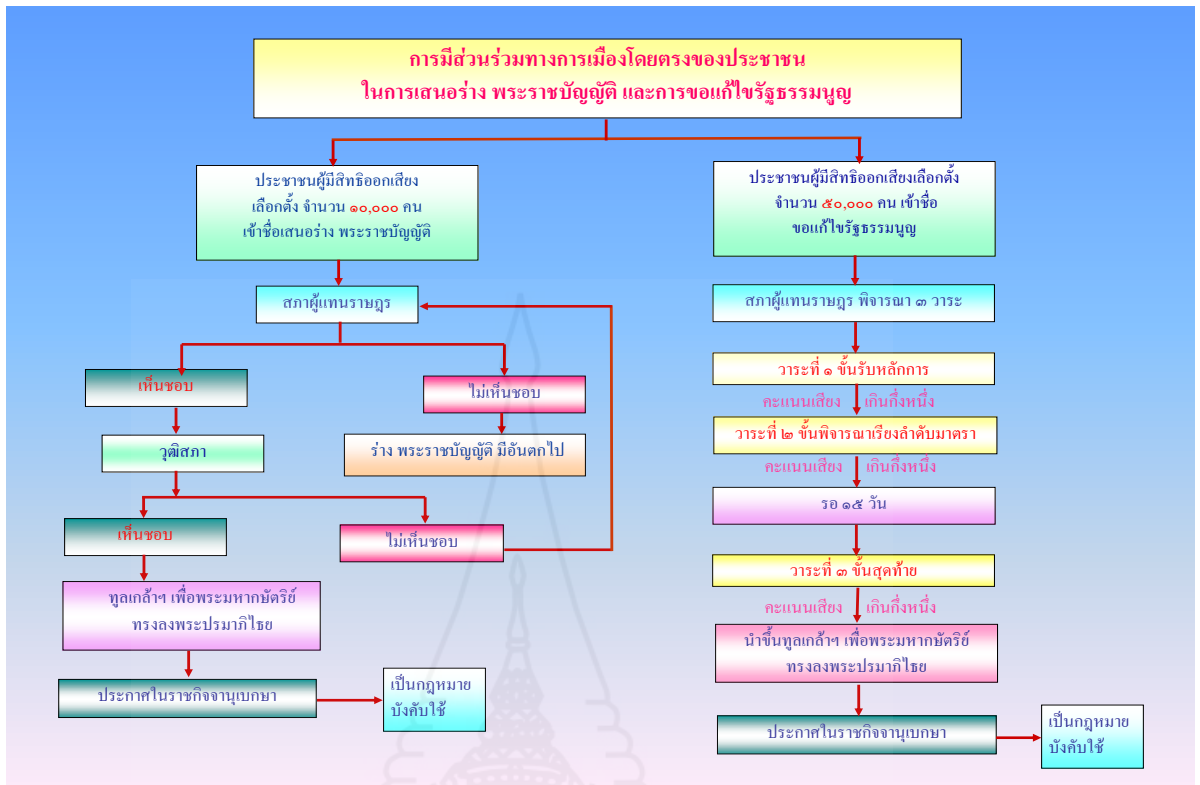 การมีส่วนร่วมทางการเมืองโดยตรงของประชาชน
ในการเสนอร่าง พระราชบัญญัติ และการขอแก้ไขรัฐธรรมนูญ
ประชาชนผู้มีสิทธิออกเสียง
เลือกตั้ง จำนวน ๑๐,๐๐๐ คน
เข้าชื่อเสนอร่าง พระราชบัญญัติ
สภาผู้แทนราษฎร
เห็นชอบ
ไม่เห็นชอบ
วุฒิสภา
ร่าง พระราชบัญญัติ มีอันตกไป
เห็นชอบ
ไม่เห็นชอบ
ทูลเกล้าฯ เพื่อพระมหากษัตริย์
ทรงลงพระปรมาภิไธย
ประกาศในราชกิจจานุเบกษา
เป็นกฎหมาย
บังคับใช้
ประชาชนผู้มีสิทธิออกเสียงเลือกตั้ง
จำนวน ๕๐,๐๐๐ คน เข้าชื่อ
ขอแก้ไขรัฐธรรมนูญ
สภาผู้แทนราษฎร พิจารณา ๓ วาระ
วาระที่ ๑ ขั้นรับหลักการ
คะแนนเสียง เกินกึ่งหนึ่ง
วาระที่ ๒ ขั้นพิจารณาเรียงลำดับมาตรา
คะแนนเสียง เกินกึ่งหนึ่ง
รอ ๑๕ วัน
วาระที่ ๓ ขั้นสุดท้าย
คะแนนเสียง เกินกึ่งหนึ่ง
นำขึ้นทูลเกล้าฯ เพื่อพระมหากษัตริย์
ทรงลงพระปรมาภิไธย
ประกาศในราชกิจจานุเบกษา
เป็นกฎหมาย
บังคับใช้